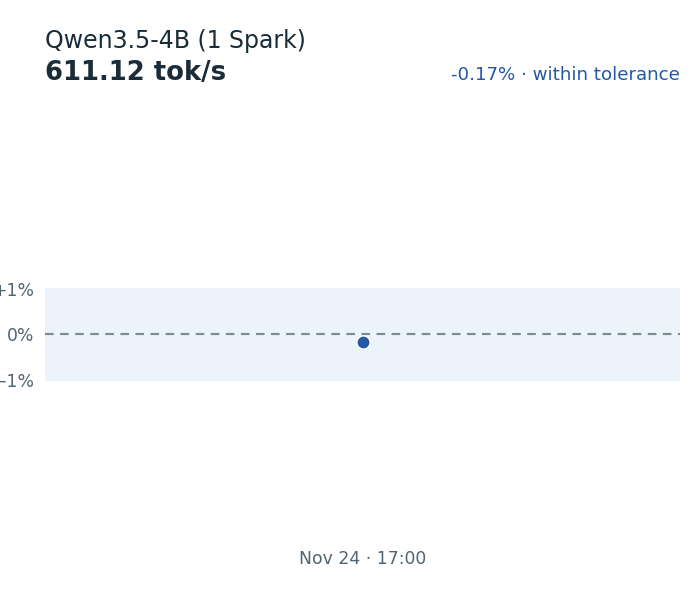 Qwen3.5-4B (1 Spark)
611.12 tok/s
-0.17% · within tolerance
+1%
0%
−1%
Nov 24 · 17:00